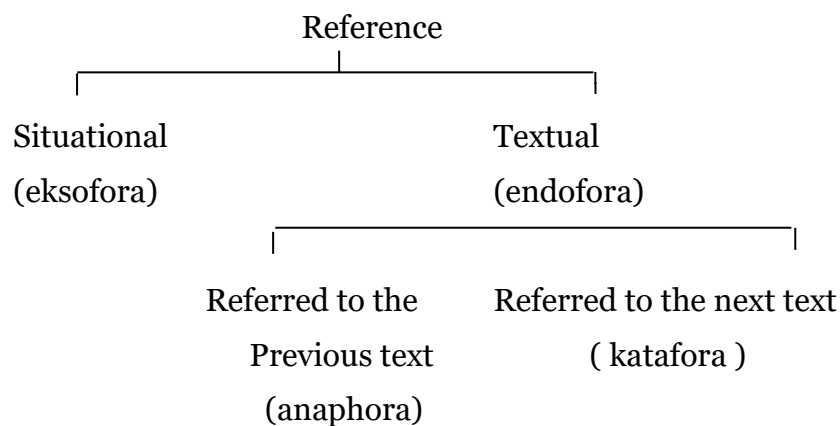 Reference
Situational Textual
(eksofora) (endofora)
Referred to the Referred to the next text
Previous text ( katafora )
(anaphora)